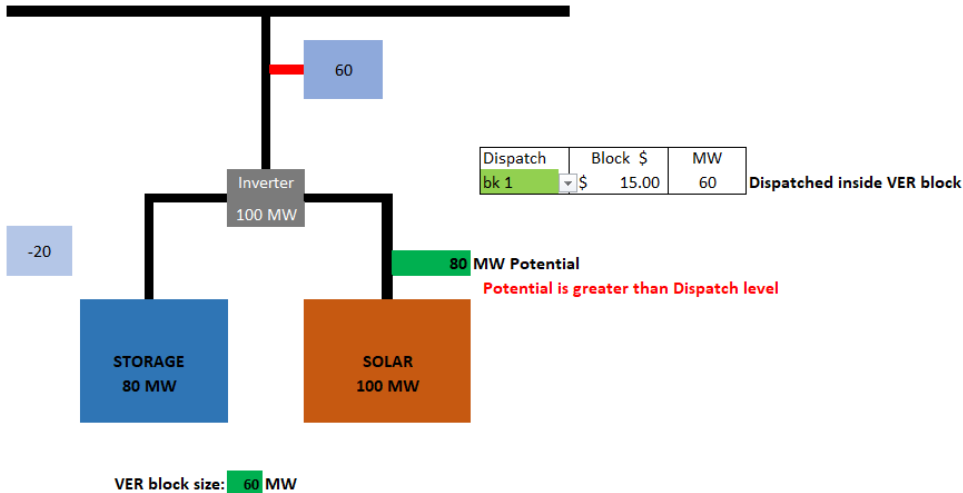 60
Dispatch Block $ MW
bk 1 $ 15.00 60 Dispatched inside VER block
Inverter
100 MW
-20
80 MW Potential
Potential is greater than Dispatch level
STORAGE
80 MW
SOLAR
100 MW
VER block size: 60 MW